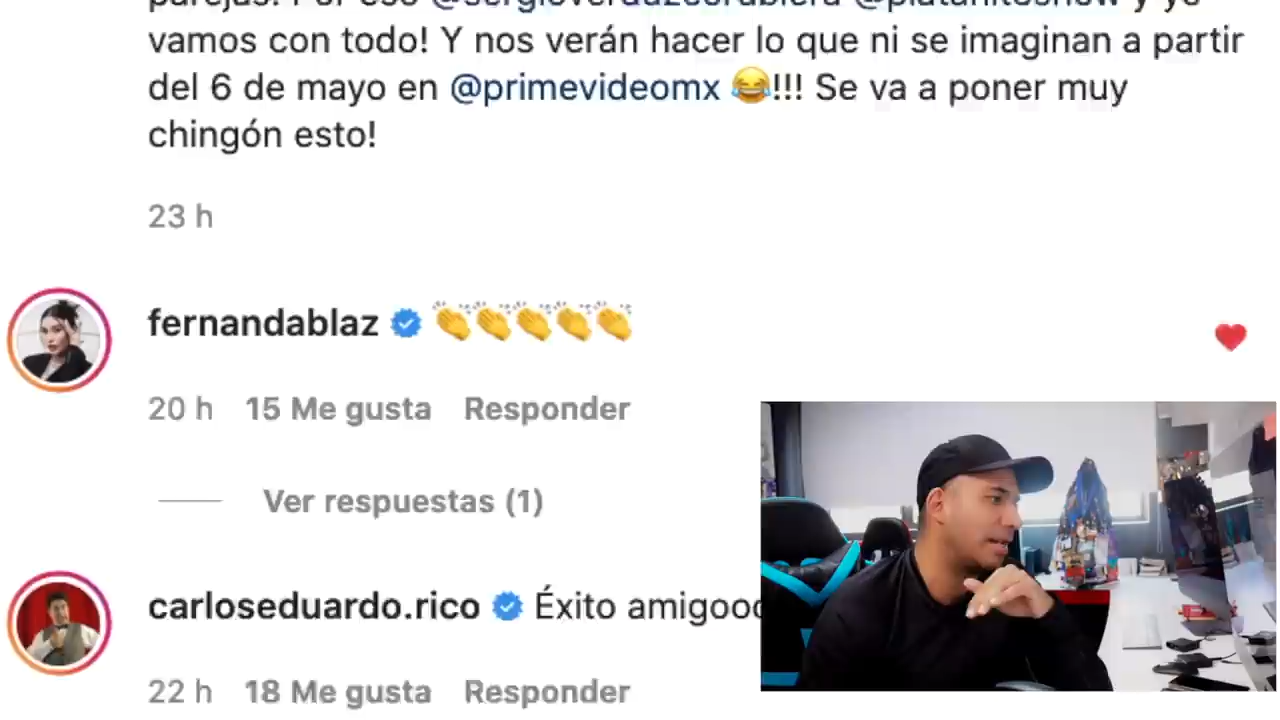 vamos con todo! Y nos verán hacer lo que ni se imaginan a partir
del 6 de mayo en @primevideomx 😂!!! Se va a poner muy
chingón esto!
23 h
fernandablaz 👏👏👏👏👏
20 h 15 Me gusta Responder
Ver respuestas (1)
carloseduardo.rico Éxito
22 h 18 Me gusta Responder